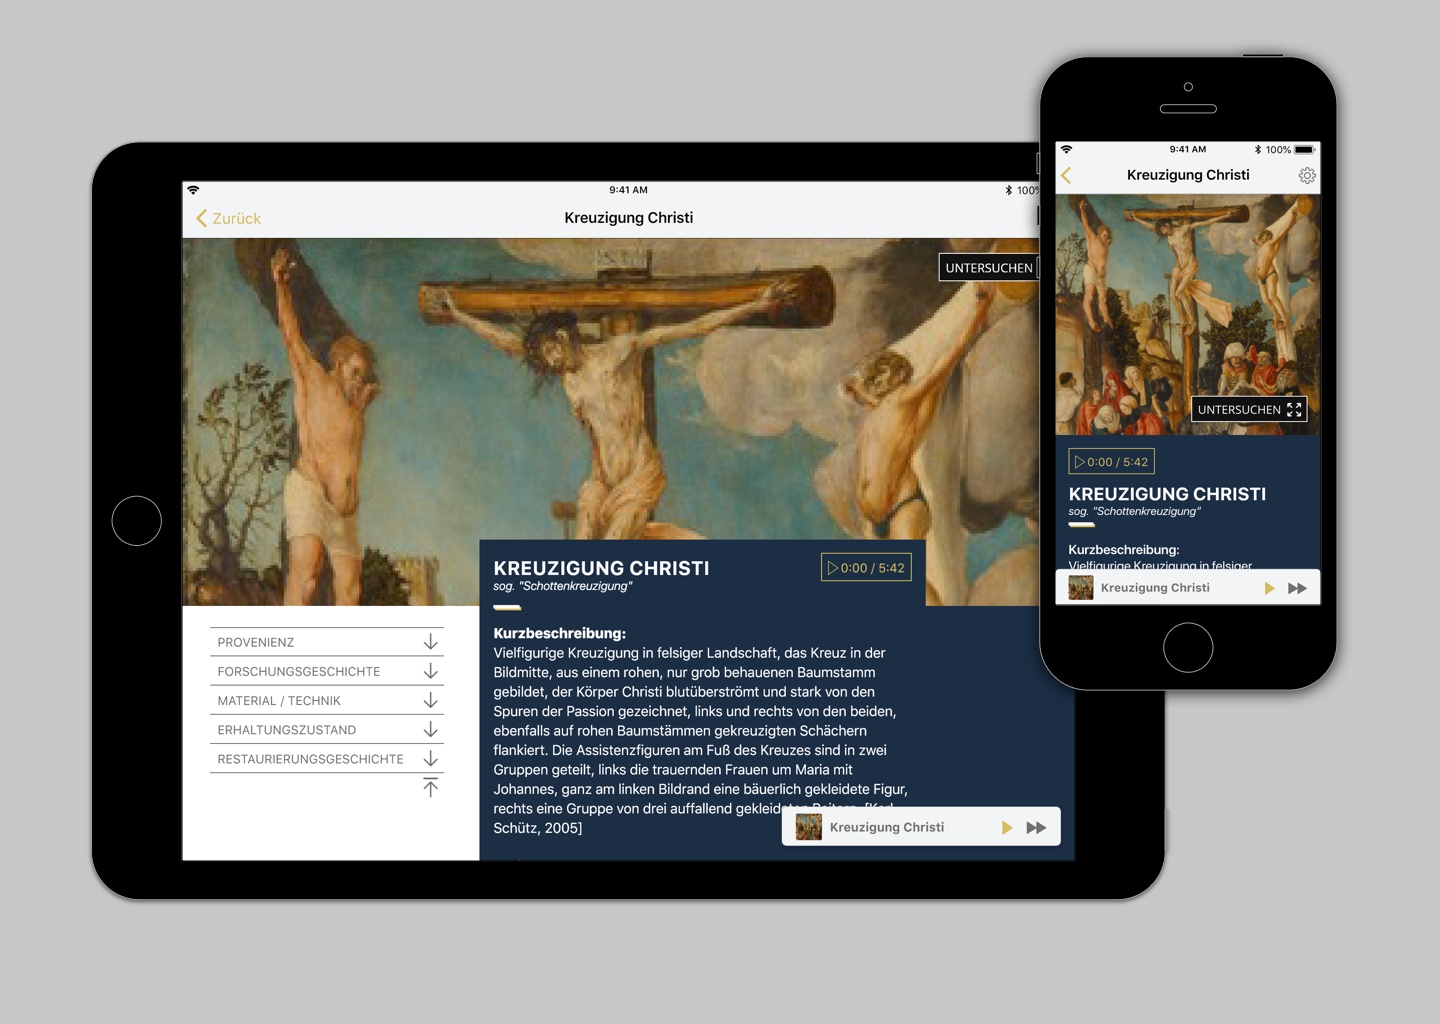 9:41 AM
100%
Zurück
Kreuzigung Christi
UNTERSUCHEN
KREUZIGUNG CHRISTI
0:00 / 5:42
sog. "Schottenkreuzigung"
PROVENIENZ
FORSCHUNGSGESCHICHTE
MATERIAL / TECHNIK
ERHALTUNGSZUSTAND
RESTAURIERUNGSGESCHICHTE
Kurzbeschreibung:
Vielfigurige Kreuzigung in felsiger Landschaft, das Kreuz in der
Bildmitte, aus einem rohen, nur grob behauenen Baumstamm
gebildet, der Körper Christi blutüberströmt und stark von den
Spuren der Passion gezeichnet, links und rechts von den beiden,
ebenfalls auf rohen Baumstämmen gekreuzigten Schächern
flankiert. Die Assistenzfiguren am Fuß des Kreuzes sind in zwei
Gruppen geteilt, links die trauernden Frauen um Maria mit
Johannes, ganz am linken Bildrand eine bäuerlich gekleidete Figur,
rechts eine Gruppe von drei auffallend gekleideten Reitern. [Karl
Schütz, 2005]
Kreuzigung Christi
9:41 AM
100%
Kreuzigung Christi
UNTERSUCHEN
0:00 / 5:42
KREUZIGUNG CHRISTI
sog. "Schottenkreuzigung"
Kurzbeschreibung:
Vielfigurige Kreuzigung in felsiger
Kreuzigung Christi